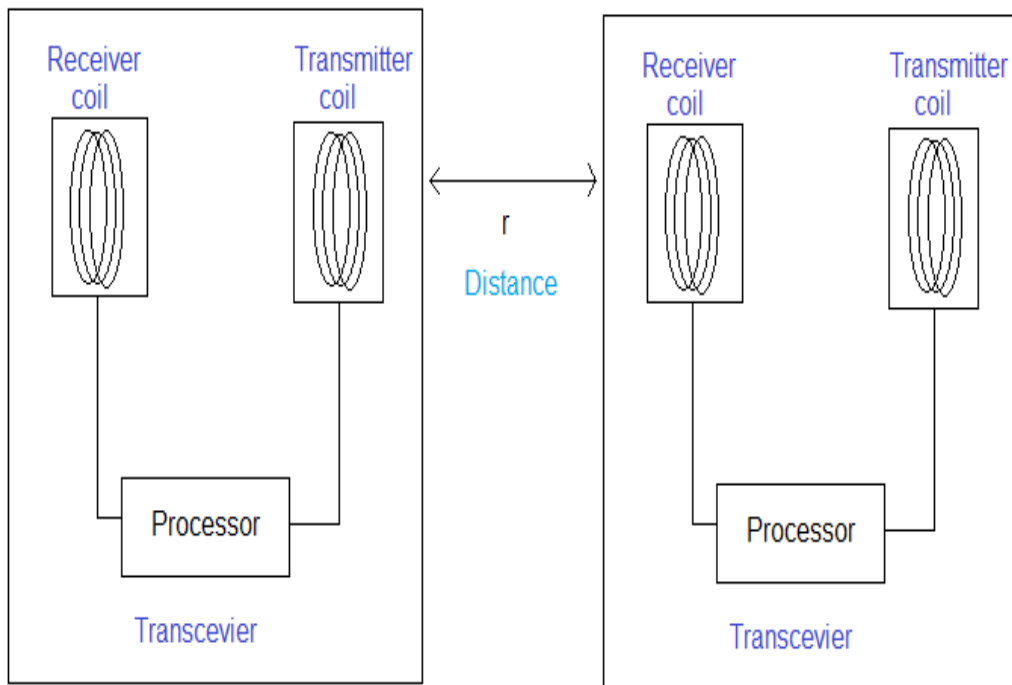 Receiver
coil
Transmitter
coil
Processor
Transcevier
r
Distance
Receiver
coil
Transmitter
coil
Processor
Transcevier